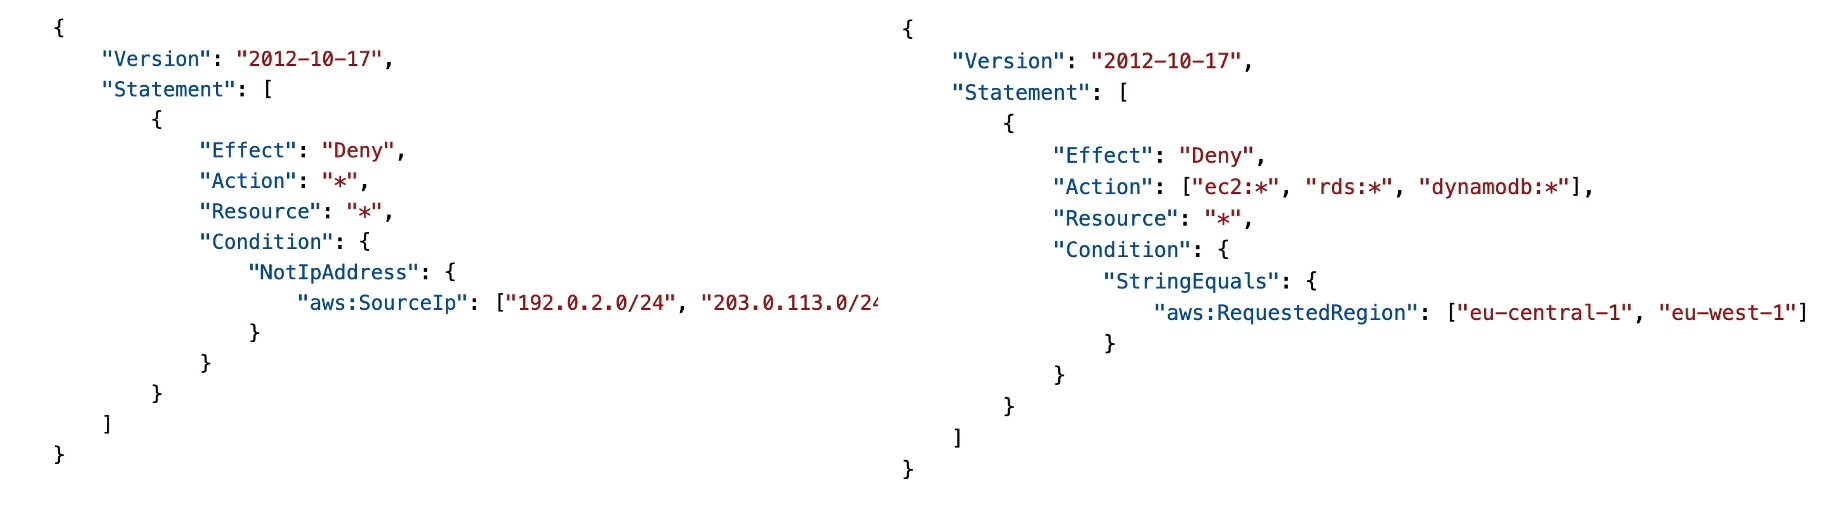 {
    "Version": "2012-10-17",
    "Statement": [
        {
            "Effect": "Deny",
            "Action": "*",
            "Resource": "*",
            "Condition": {
                "NotIpAddress": {
                    "aws:SourceIp": ["192.0.2.0/24", "203.0.113.0/24
                }
            }
        }
    ]
}
{
    "Version": "2012-10-17",
    "Statement": [
        {
            "Effect": "Deny",
            "Action": ["ec2:*", "rds:*", "dynamodb:*"],
            "Resource": "*",
            "Condition": {
                "StringEquals": {
                    "aws:RequestedRegion": ["eu-central-1", "eu-west-1"]
                }
            }
        }
    ]
}